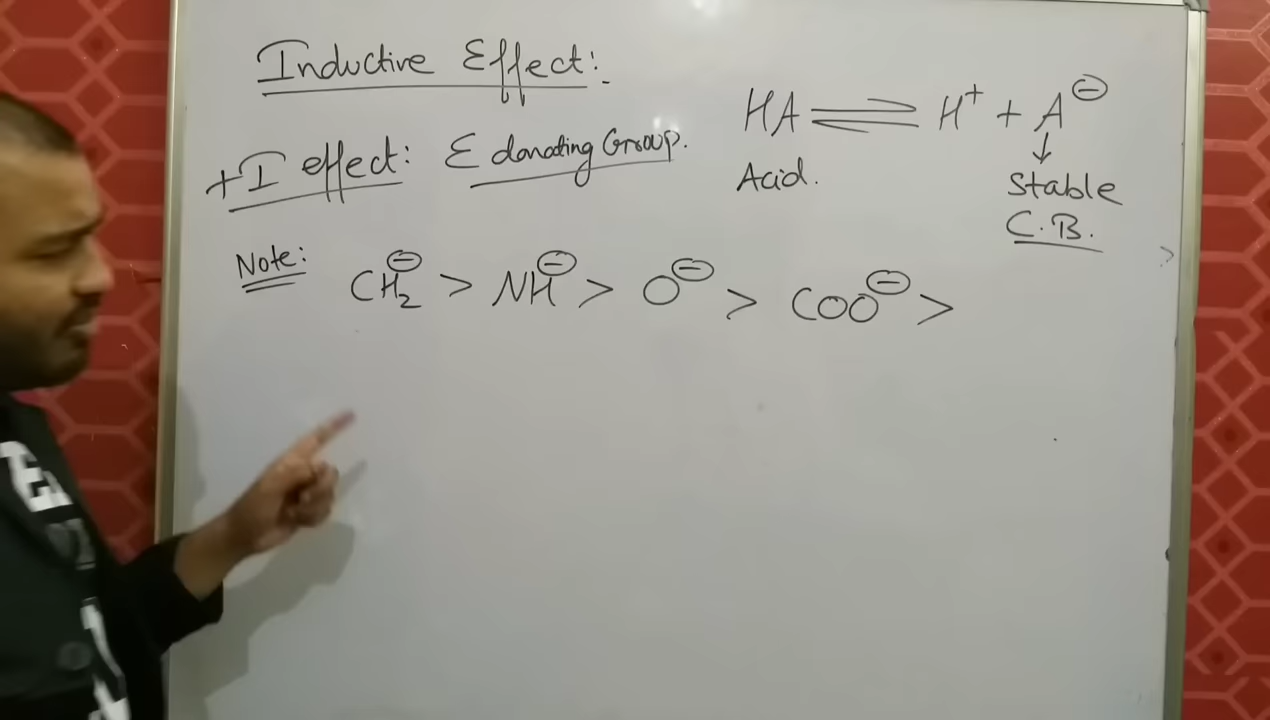 Inductive Effect:
HA ⇌ H⁺ + A⊖
↓
Acid.
Stable
C.B.
+I effect: Ɛ donating Group.
Note: CH₂⊖ > NH⊖ > O⊖ > COO⊖ >